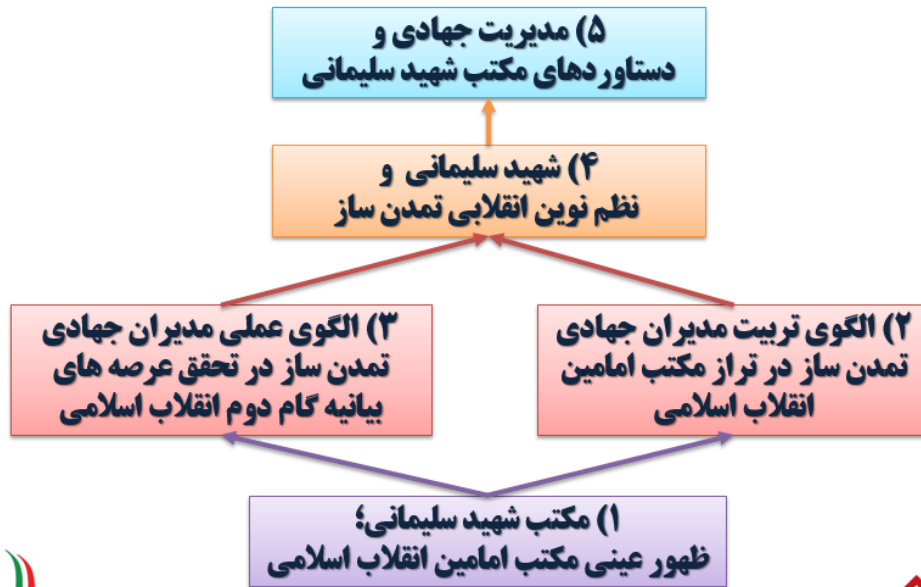 ۵) مدیریت جهادی و
دستاوردهای مکتب شهید سلیمانی
۴) شهید سلیمانی و
نظم نوین انقلابی تمدن ساز
۲) الگوی تربیت مدیران جهادی
تمدن ساز در تراز مکتب امامین
انقلاب اسلامی
۳) الگوی عملی مدیران جهادی
تمدن ساز در تحقق عرصه های
بیانیه گام دوم انقلاب اسلامی
۱) مکتب شهید سلیمانی؛
ظهور عینی مکتب امامین انقلاب اسلامی